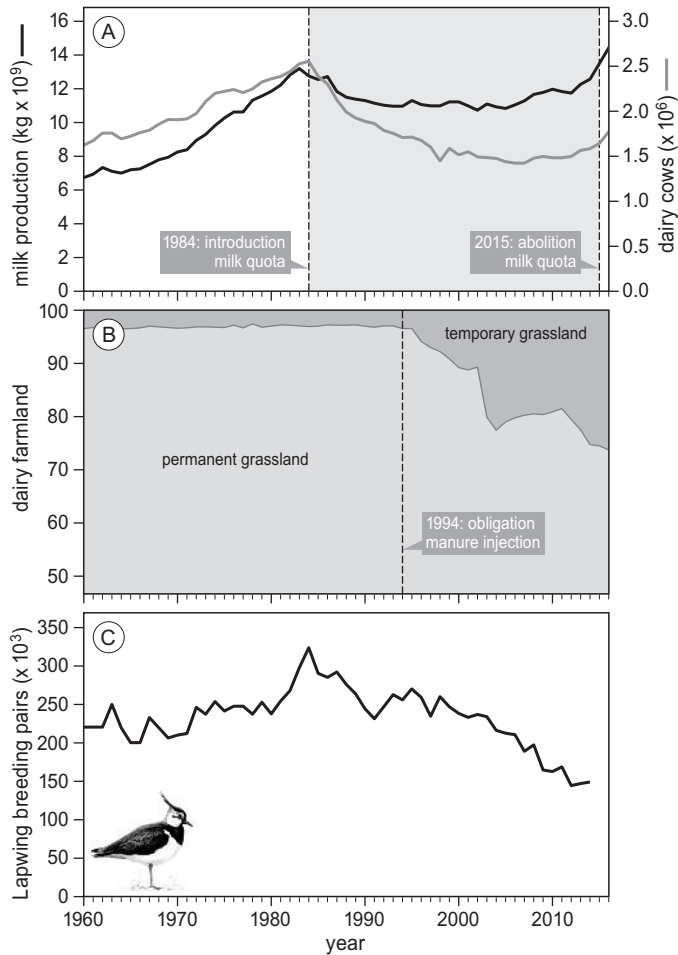 A
milk production (kg x 10⁹)
16
14
12
10
8
6
4
2
0
3.0
2.5
2.0
1.5
1.0
0.5
0.0
dairy cows (x 10⁶)
1984: introduction
milk quota
2015: abolition
milk quota
B
dairy farmland
100
90
80
70
60
50
temporary grassland
permanent grassland
1994: obligation
manure injection
C
Lapwing breeding pairs (x 10³)
350
300
250
200
150
100
50
0
1960 1970 1980 1990 2000 2010
year